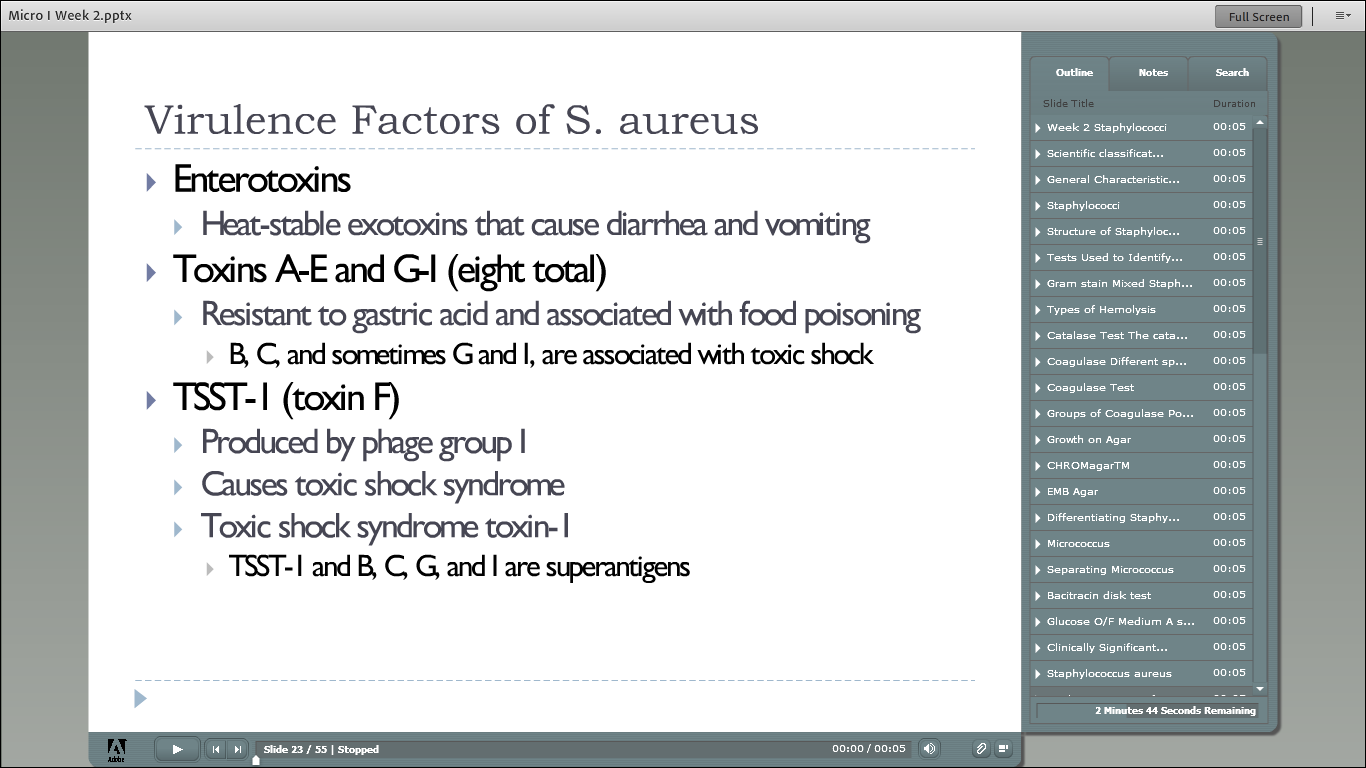 Micro I Week 2.pptx
Full Screen
Virulence Factors of S. aureus
Enterotoxins
Heat-stable exotoxins that cause diarrhea and vomiting
Toxins A-E and G-I (eight total)
Resistant to gastric acid and associated with food poisoning
B, C, and sometimes G and I, are associated with toxic shock
TSST-1 (toxin F)
Produced by phage group I
Causes toxic shock syndrome
Toxic shock syndrome toxin-1
TSST-1 and B, C, G, and I are superantigens
Outline Notes Search
Slide Title Duration
Week 2 Staphylococci 00:05
Scientific classificat... 00:05
General Characteristic... 00:05
Staphylococci 00:05
Structure of Staphyloc... 00:05
Tests Used to Identify... 00:05
Gram stain Mixed Staph... 00:05
Types of Hemolysis 00:05
Catalase Test The cata... 00:05
Coagulase Different sp... 00:05
Coagulase Test 00:05
Groups of Coagulase Po... 00:05
Growth on Agar 00:05
CHROMagarTM 00:05
EMB Agar 00:05
Differentiating Staphy... 00:05
Micrococcus 00:05
Separating Micrococcus 00:05
Bacitracin disk test 00:05
Glucose O/F Medium A s... 00:05
Clinically Significant... 00:05
Staphylococcus aureus 00:05
2 Minutes 44 Seconds Remaining
Adobe
Slide 23 / 55 | Stopped
00:00 / 00:05